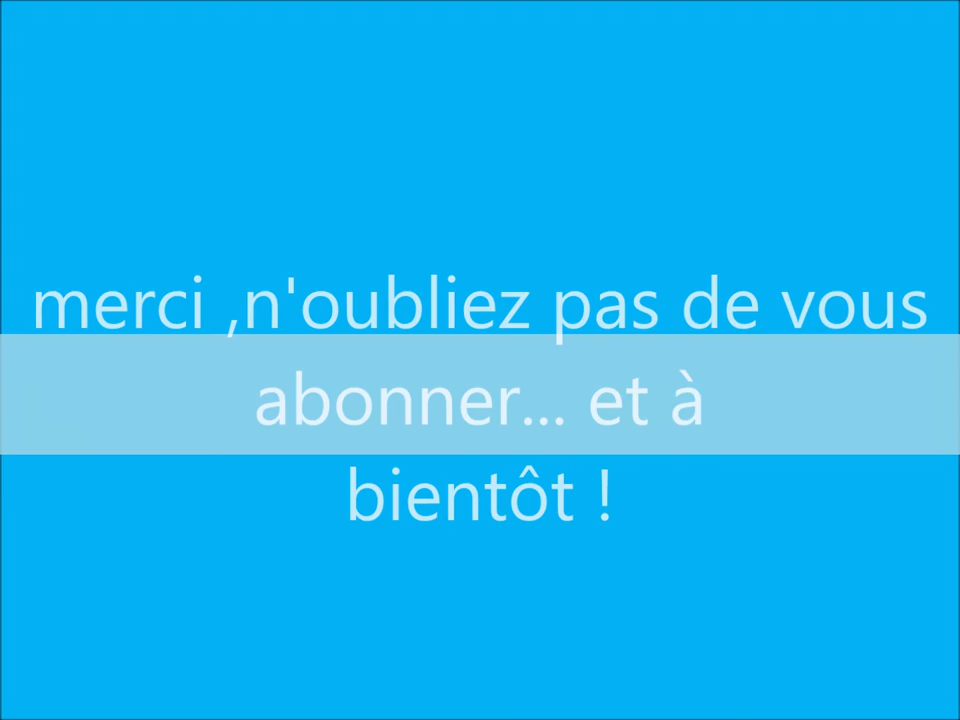 merci ,n'oubliez pas de vous
abonner... et à
bientôt !